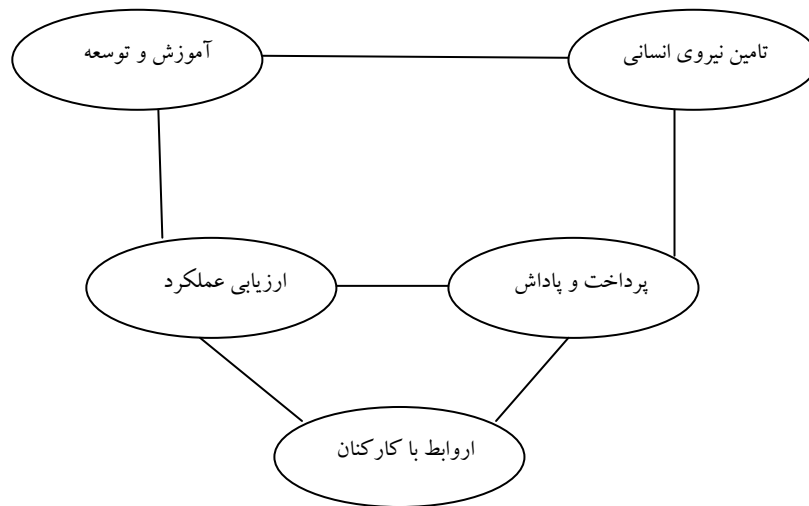 تامین نیروی انسانی
آموزش و توسعه
پرداخت و پاداش
ارزیابی عملکرد
اروابط با کارکنان